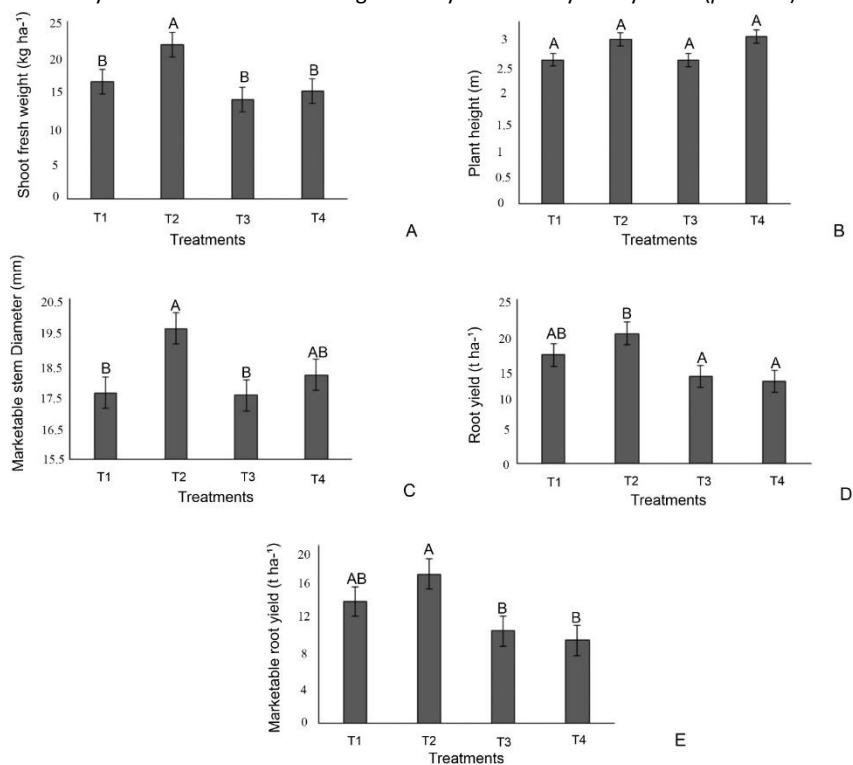 Shoot fresh weight (kg ha-¹)
25
20
15
10
5
0
B
A
B
B
T1 T2 T3 T4
Treatments
A
Plant height (m)
3
2.5
2
1.5
1
0.5
0
A
A
A
A
T1 T2 T3 T4
Treatments
B
Marketable stem Diameter (mm)
20.5
19.5
18.5
17.5
16.5
15.5
B
A
B
AB
T1 T2 T3 T4
Treatments
C
Root yield (t ha-¹)
25
20
15
10
5
0
AB
B
A
A
T1 T2 T3 T4
Treatments
D
Marketable root yield (t ha-¹)
20
16
12
8
4
0
AB
A
B
B
T1 T2 T3 T4
Treatments
E